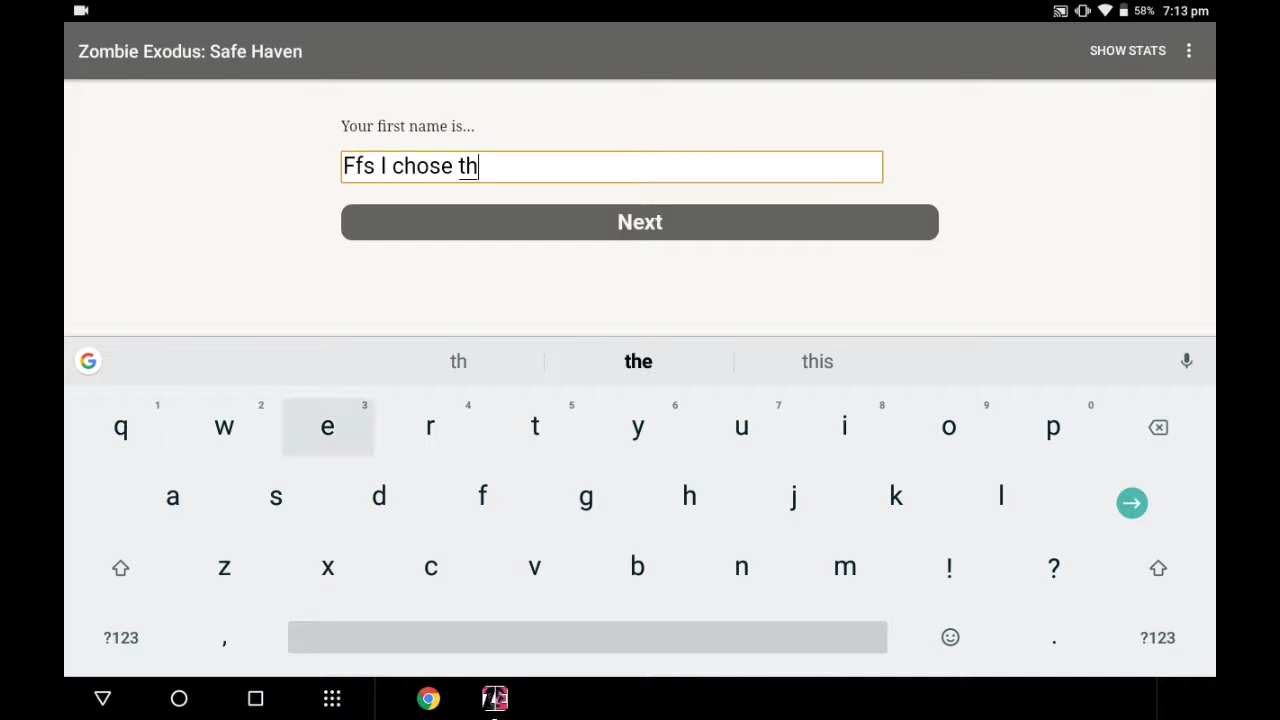 58% 7:13 pm
Zombie Exodus: Safe Haven SHOW STATS
Your first name is...
Ffs I chose th
Next
G th the this
1 2 3 4 5 6 7 8 9 0
q w e r t y u i o p
a s d f g h j k l
z x c v b n m ! ?
?123 , . ?123
ZE